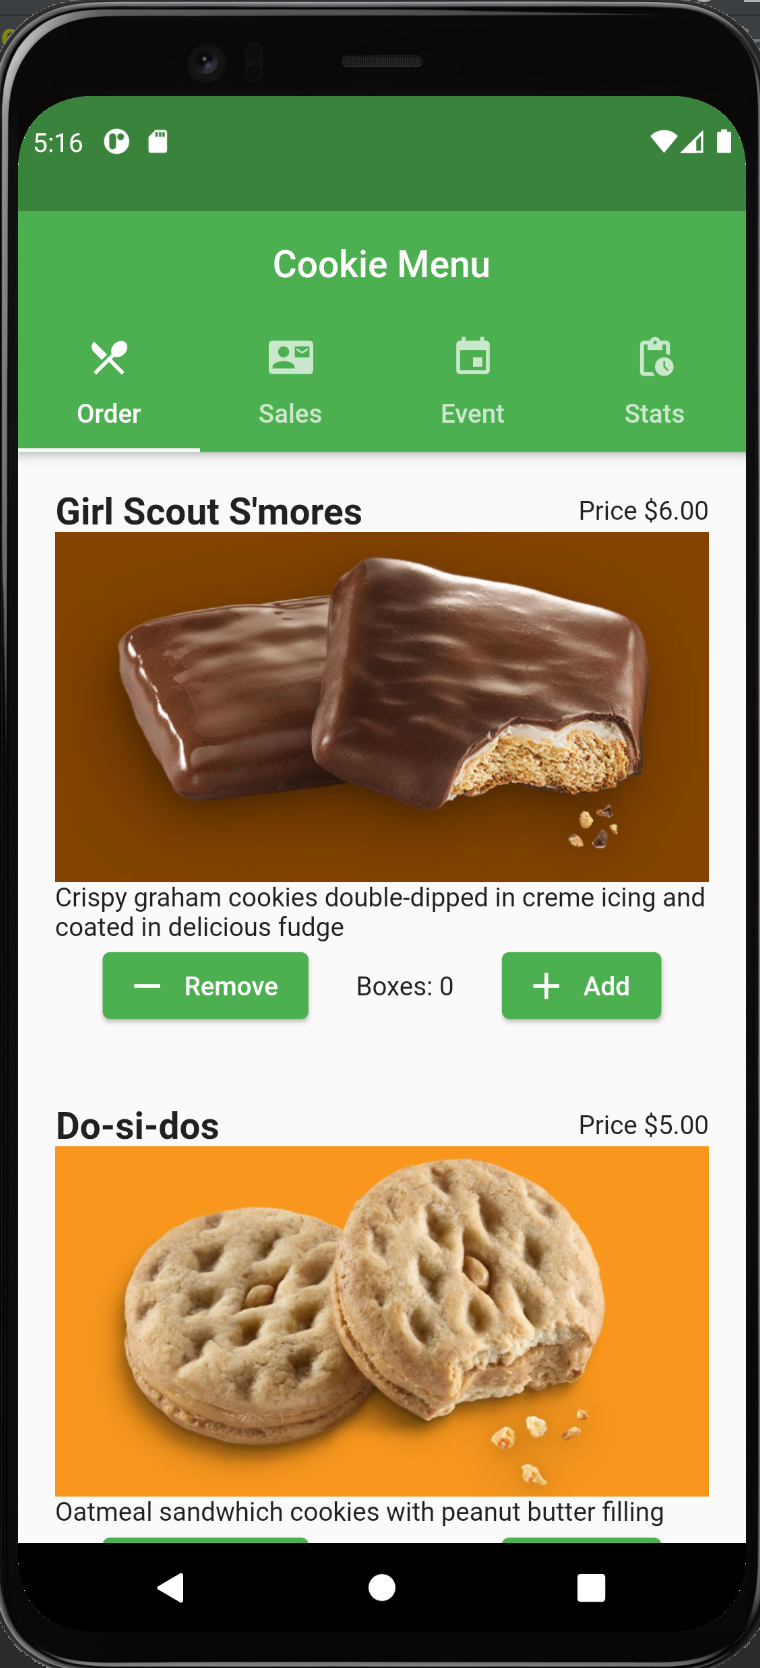 5:16
Cookie Menu
Order Sales Event Stats
Girl Scout S'mores Price $6.00
Crispy graham cookies double-dipped in creme icing and
coated in delicious fudge
Remove Boxes: 0 Add
Do-si-dos Price $5.00
Oatmeal sandwhich cookies with peanut butter filling